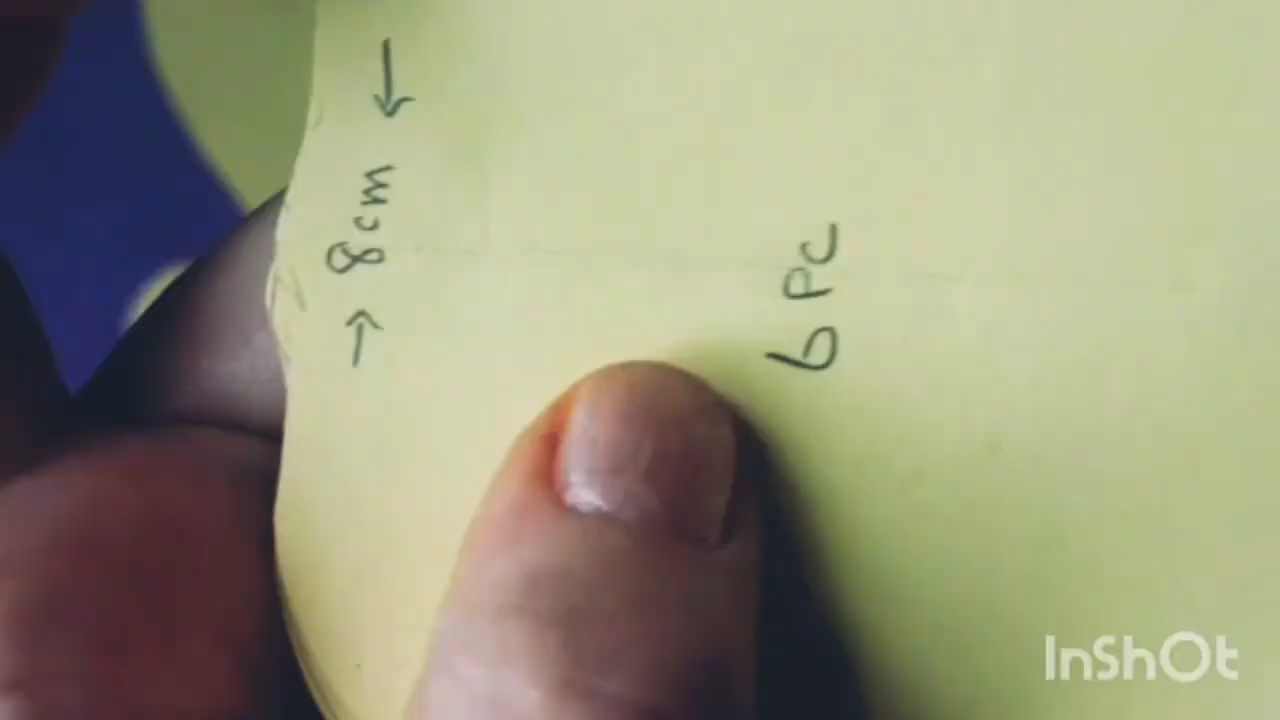 → 8cm ←
6 PC
InShOt